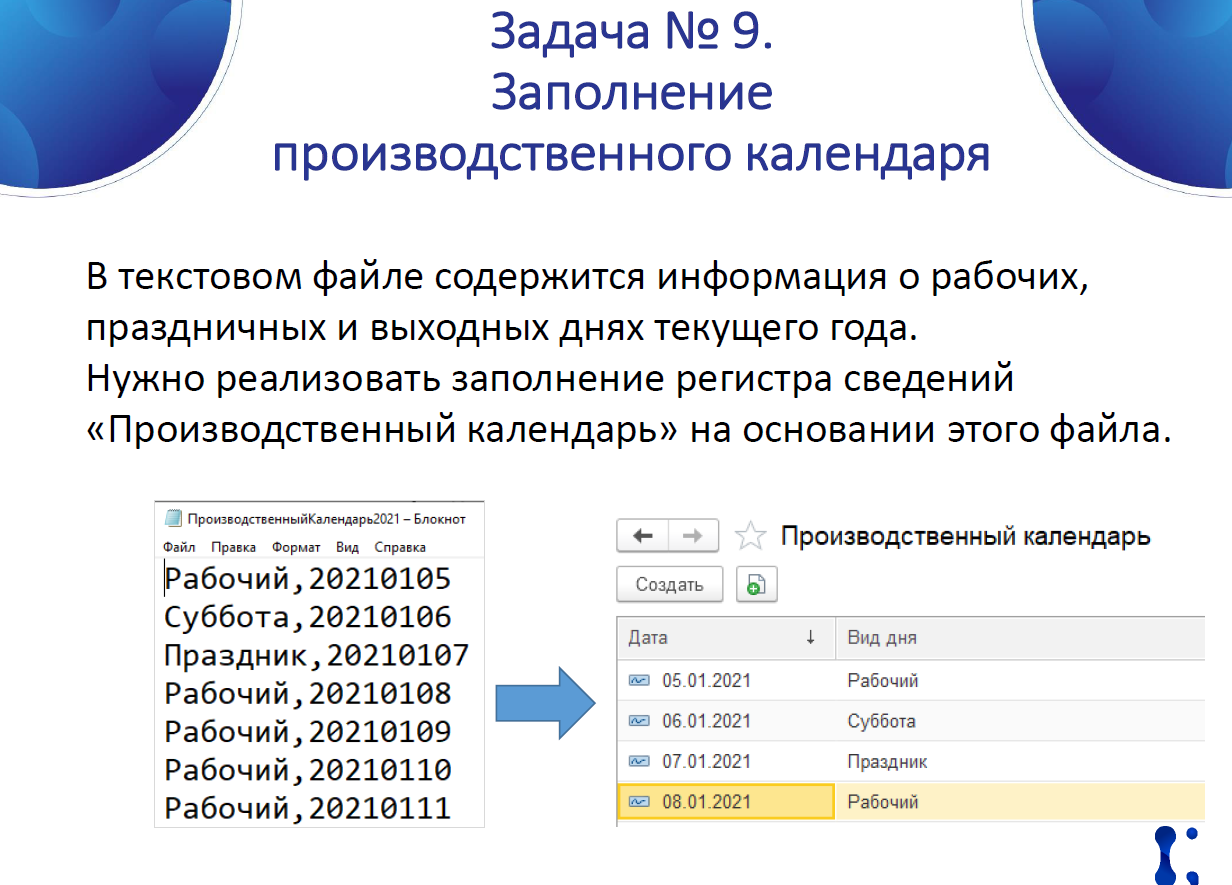 Задача № 9.
Заполнение
производственного календаря
В текстовом файле содержится информация о рабочих,
праздничных и выходных днях текущего года.
Нужно реализовать заполнение регистра сведений
«Производственный календарь» на основании этого файла.
ПроизводственныйКалендарь2021 – Блокнот
Файл Правка Формат Вид Справка
Рабочий,20210105
Суббота,20210106
Праздник,20210107
Рабочий,20210108
Рабочий,20210109
Рабочий,20210110
Рабочий,20210111
Производственный календарь
Создать
Дата ↓ Вид дня
05.01.2021 Рабочий
06.01.2021 Суббота
07.01.2021 Праздник
08.01.2021 Рабочий